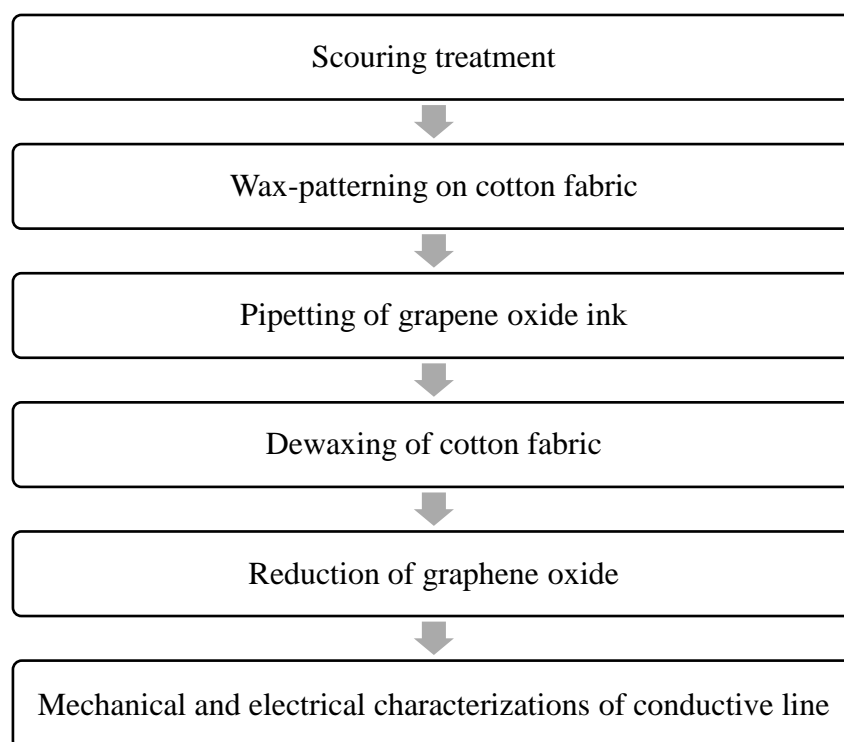 Scouring treatment
Wax-patterning on cotton fabric
Pipetting of grapene oxide ink
Dewaxing of cotton fabric
Reduction of graphene oxide
Mechanical and electrical characterizations of conductive line